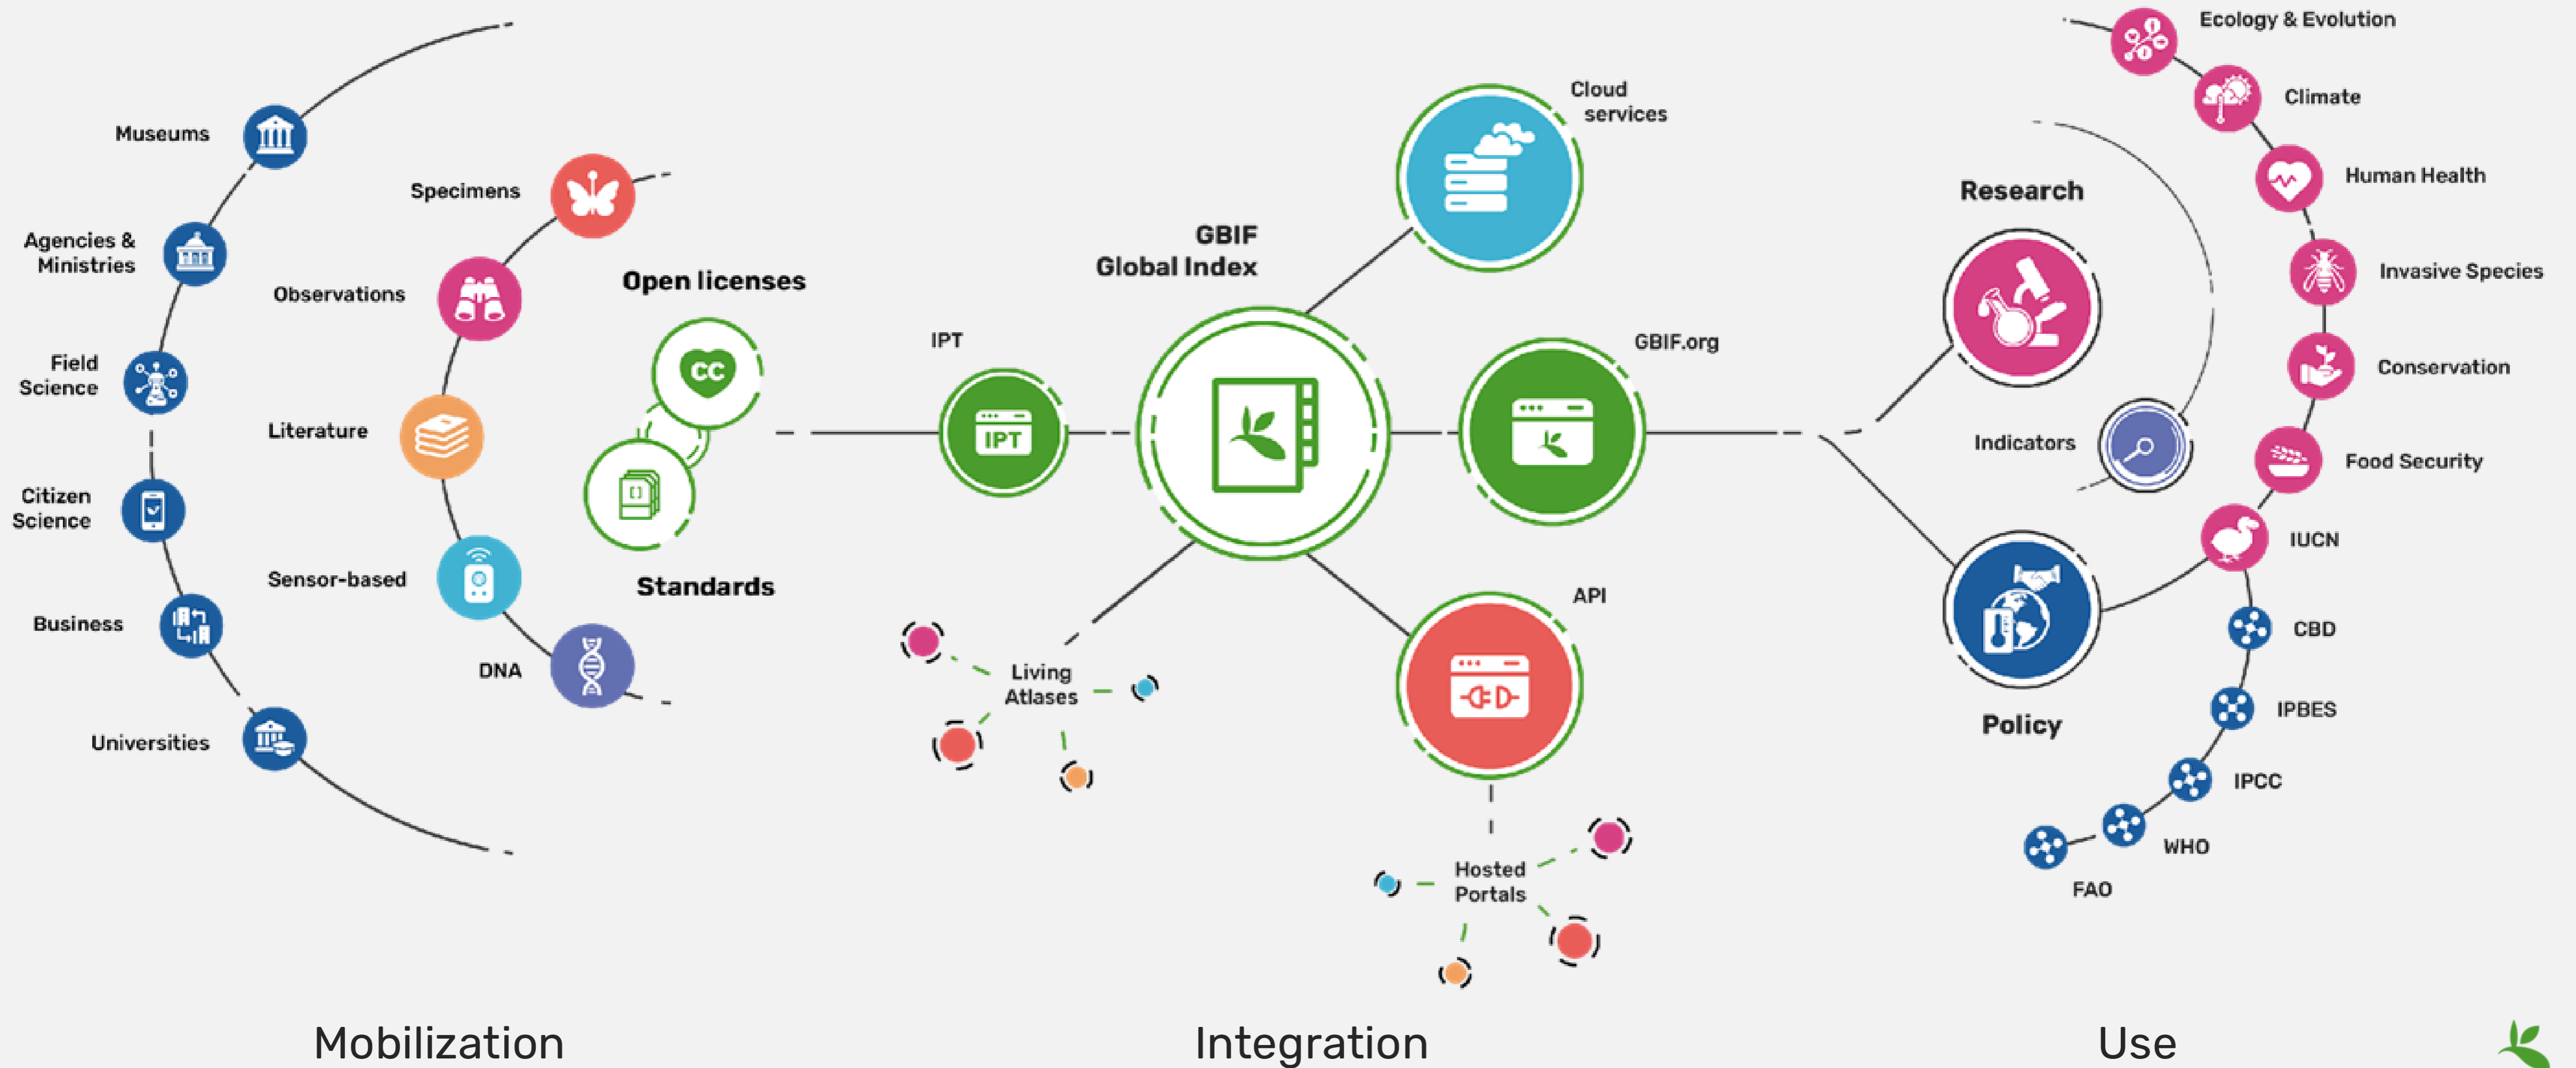 Museums
Agencies &
Ministries
Field
Science
Citizen
Science
Business
Universities
Specimens
Observations
Literature
Sensor-based
DNA
Open licenses
CC
[]
Standards
IPT
IPT
GBIF
Global Index
Cloud
services
GBIF.org
API
Living
Atlases
Hosted
Portals
Research
Indicators
Policy
Ecology & Evolution
Climate
Human Health
Invasive Species
Conservation
Food Security
IUCN
CBD
IPBES
IPCC
WHO
FAO
Mobilization
Integration
Use